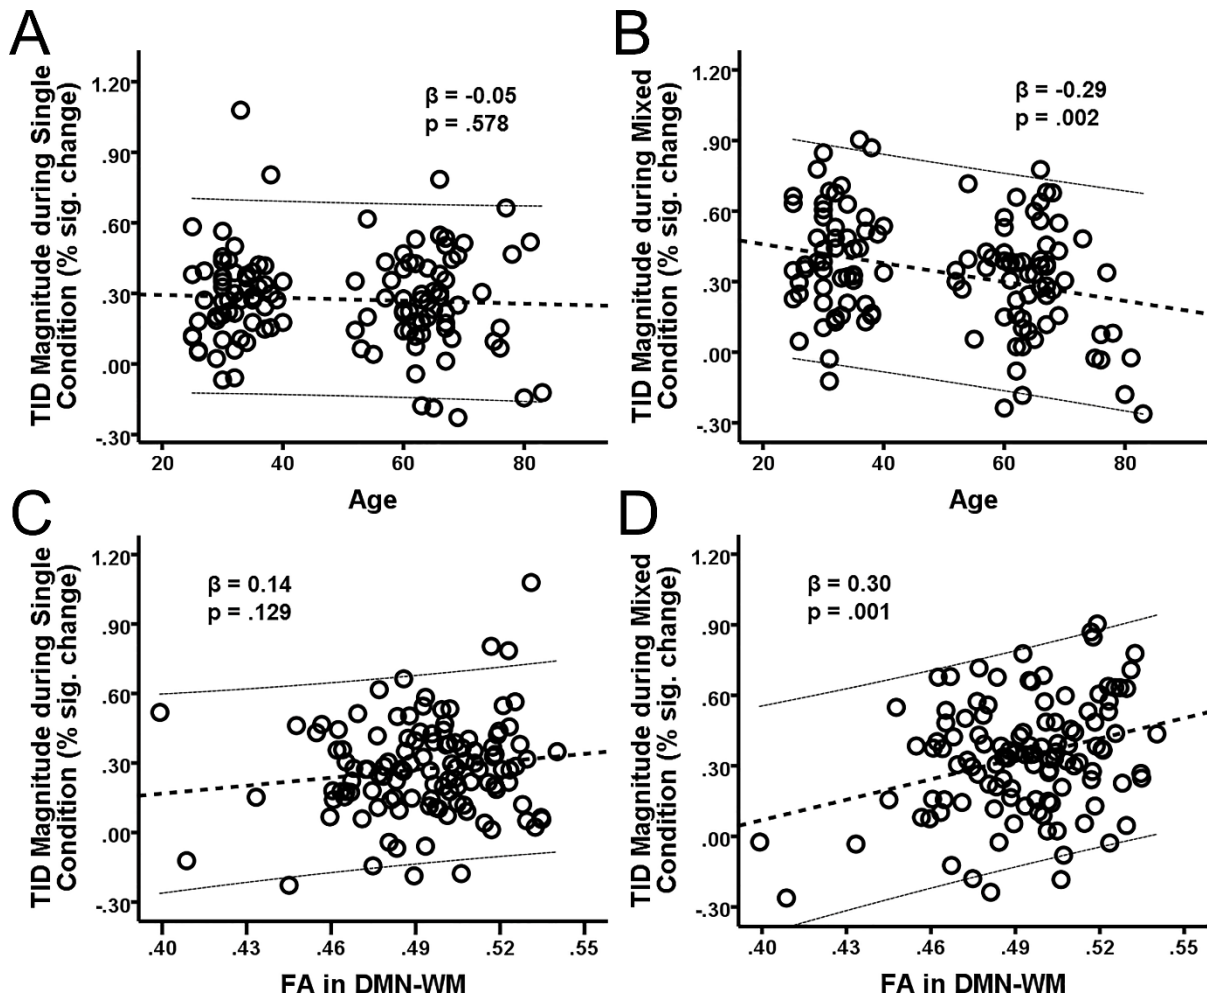 A
TID Magnitude during Single
Condition (% sig. change)
1.20
.90
.60
.30
.00
-.30
β = -0.05
p = .578
20 40 60 80
Age
B
TID Magnitude during Mixed
Condition (% sig. change)
1.20
.90
.60
.30
.00
-.30
β = -0.29
p = .002
20 40 60 80
Age
C
TID Magnitude during Single
Condition (% sig. change)
1.20
.90
.60
.30
.00
-.30
β = 0.14
p = .129
.40 .43 .46 .49 .52 .55
FA in DMN-WM
D
TID Magnitude during Mixed
Condition (% sig. change)
1.20
.90
.60
.30
.00
-.30
β = 0.30
p = .001
.40 .43 .46 .49 .52 .55
FA in DMN-WM